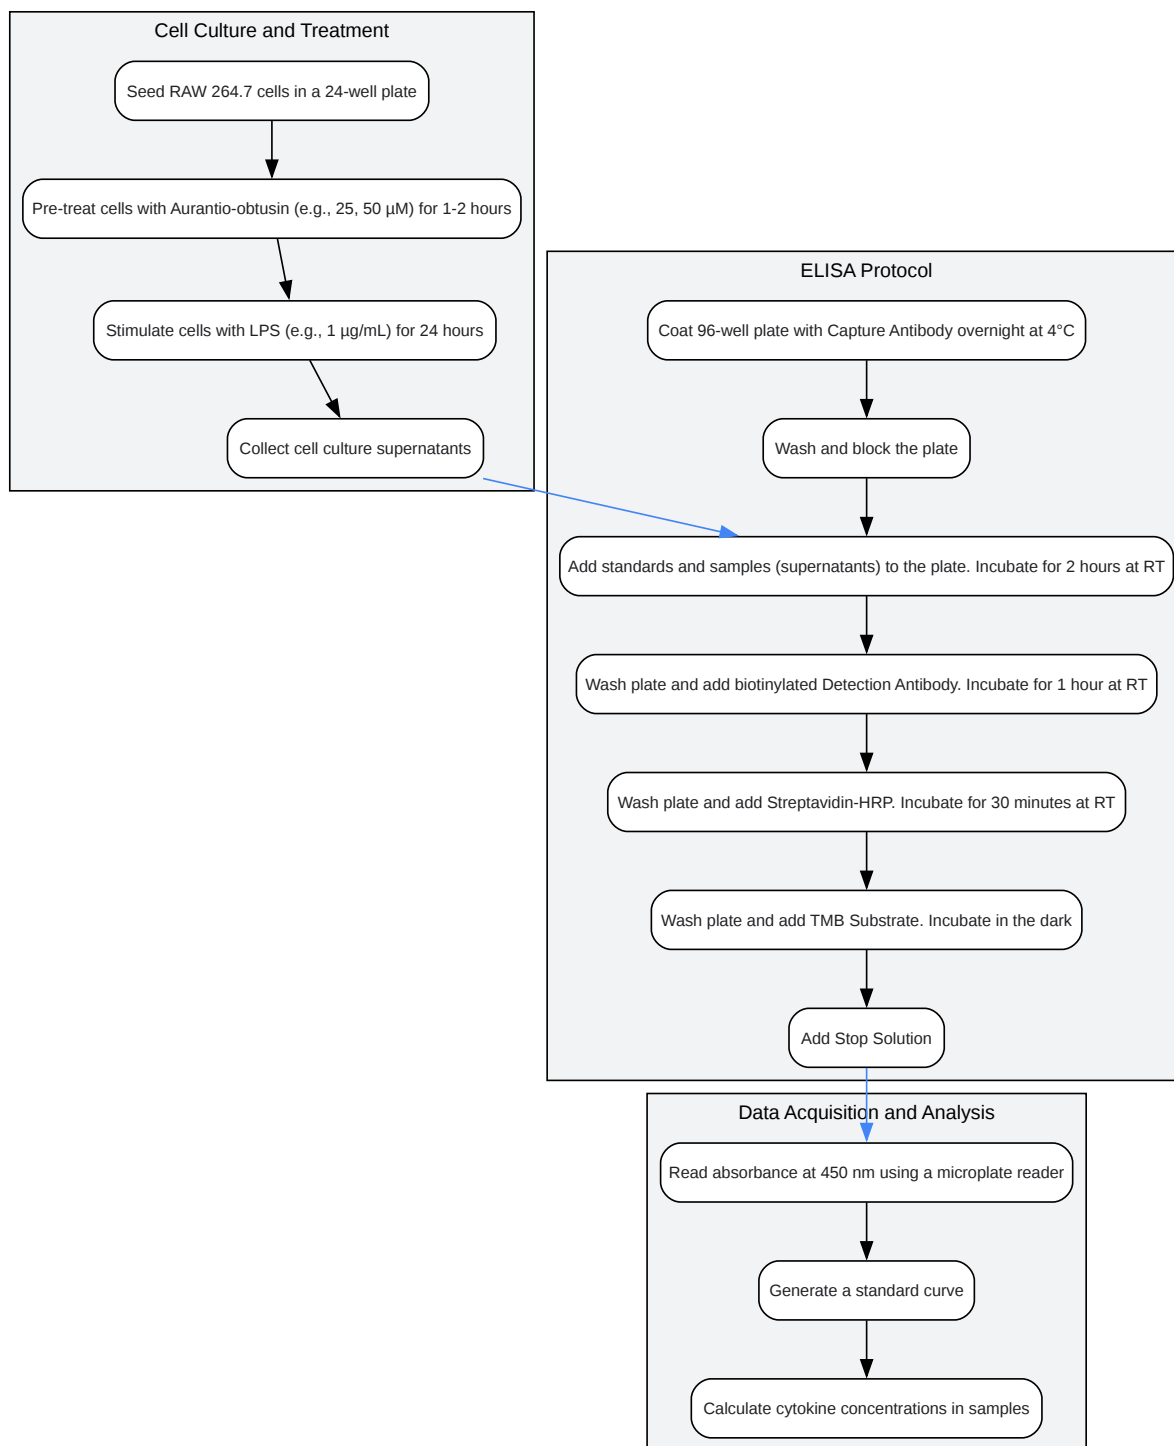 Cell Culture and Treatment
Seed RAW 264.7 cells in a 24-well plate
Pre-treat cells with Aurantio-obtusin (e.g., 25, 50 µM) for 1-2 hours
Stimulate cells with LPS (e.g., 1 µg/mL) for 24 hours
Collect cell culture supernatants
ELISA Protocol
Coat 96-well plate with Capture Antibody overnight at 4°C
Wash and block the plate
Add standards and samples (supernatants) to the plate. Incubate for 2 hours at RT
Wash plate and add biotinylated Detection Antibody. Incubate for 1 hour at RT
Wash plate and add Streptavidin-HRP. Incubate for 30 minutes at RT
Wash plate and add TMB Substrate. Incubate in the dark
Add Stop Solution
Data Acquisition and Analysis
Read absorbance at 450 nm using a microplate reader
Generate a standard curve
Calculate cytokine concentrations in samples